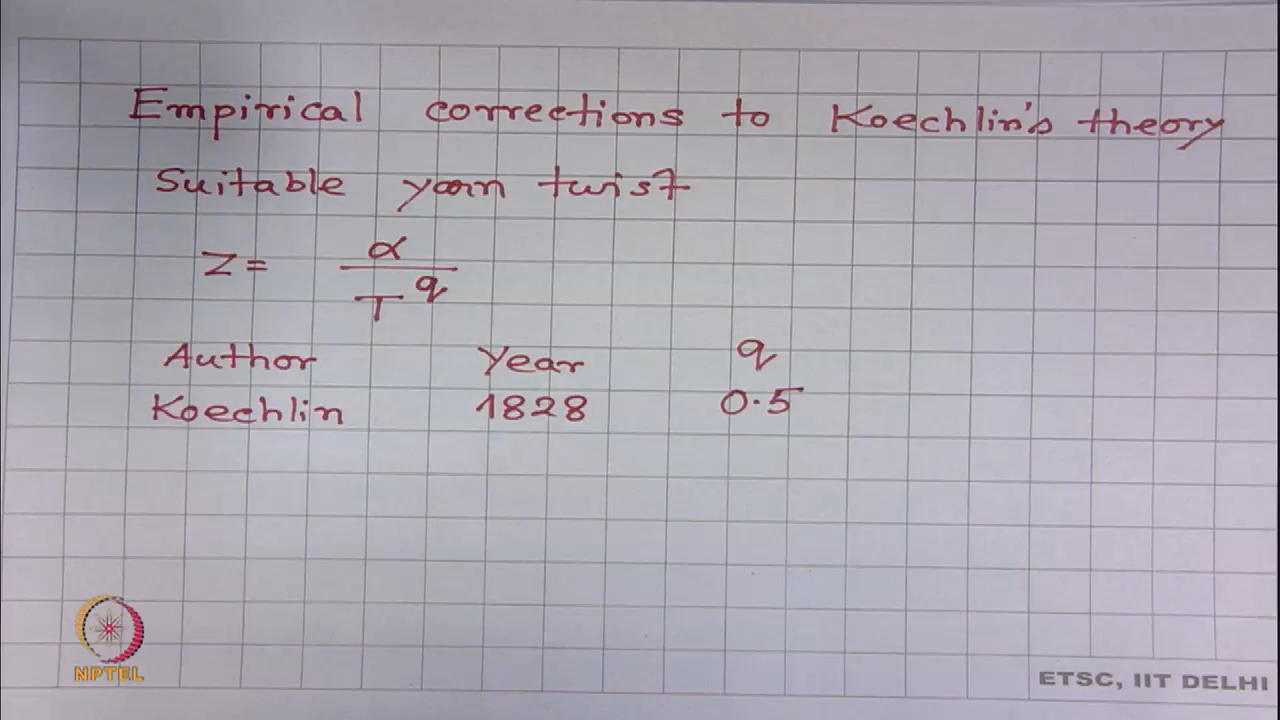 Empirical corrections to Koechlin's theory
Suitable yarn twist
Z = α / T^q
Author Year q
Koechlin 1828 0.5
NPTEL
ETSC, IIT DELHI